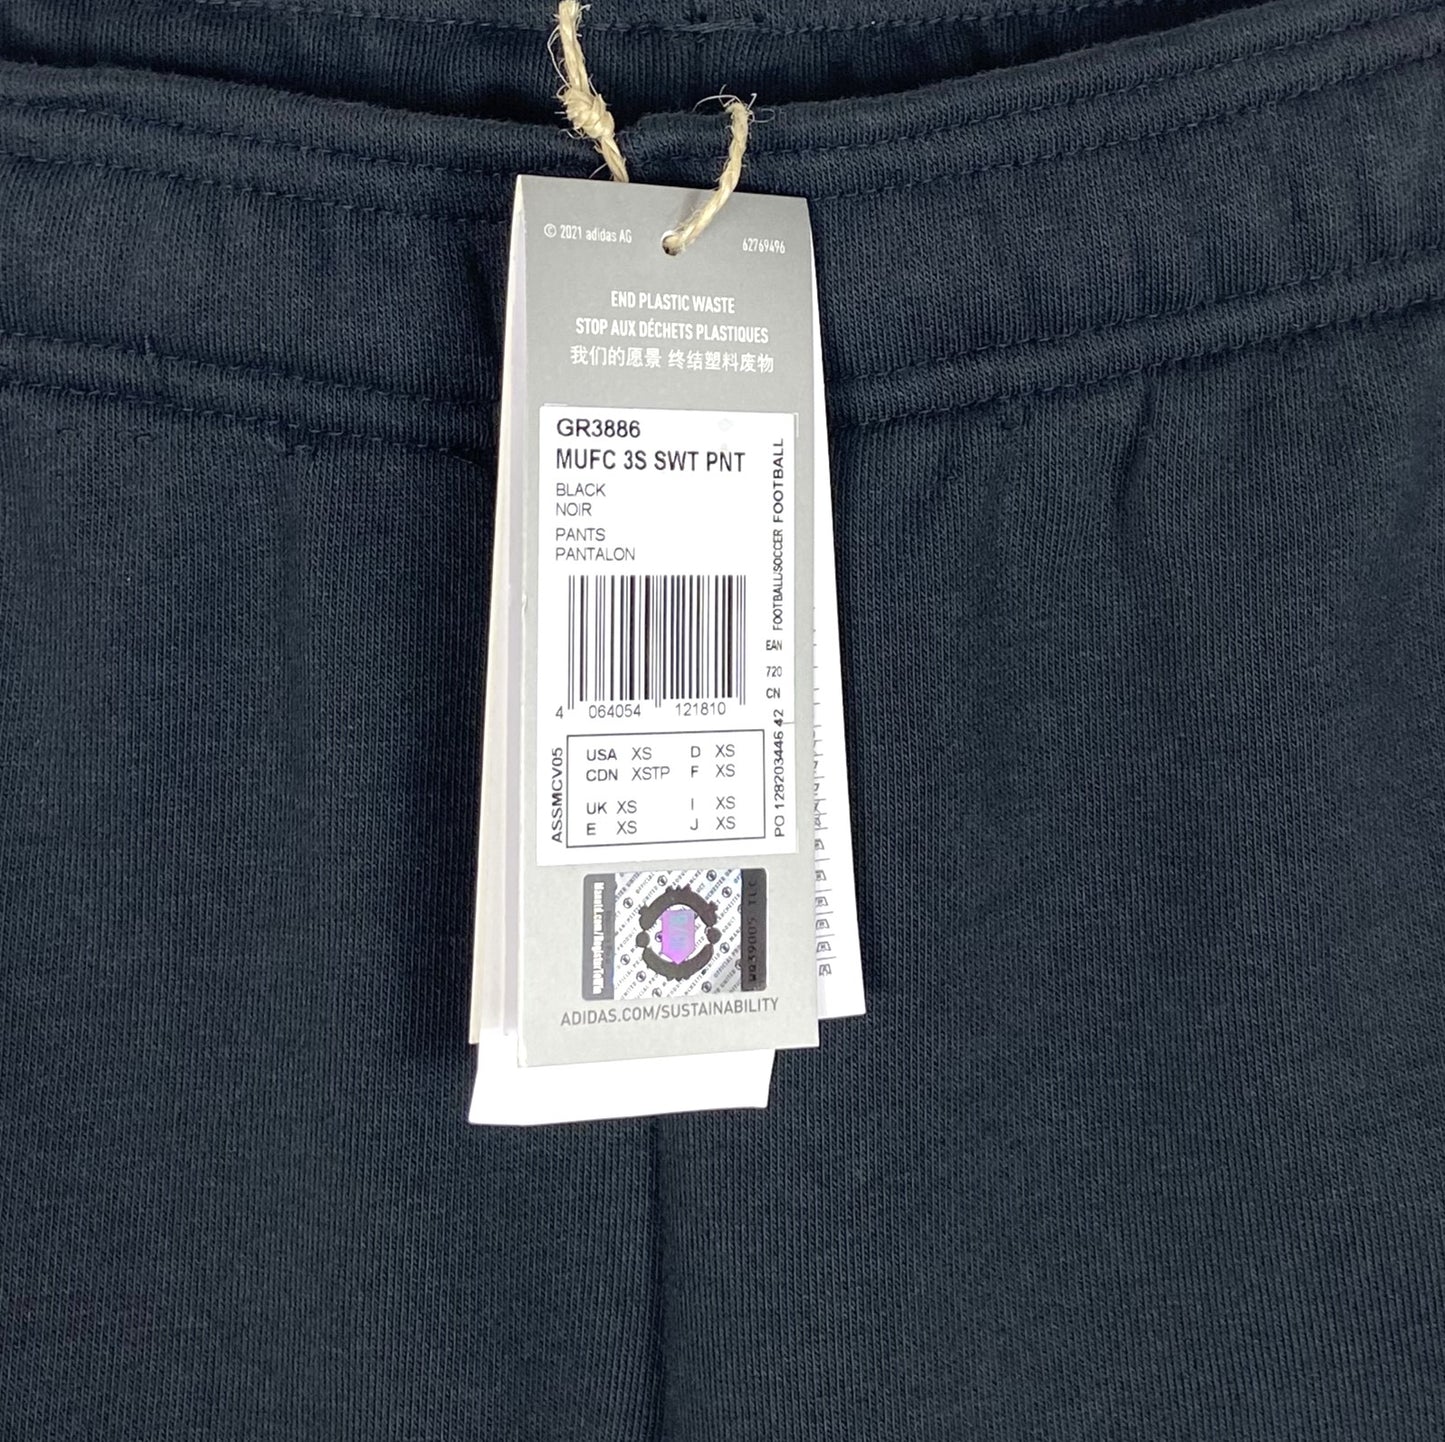 © 2021 adidas AG
62769496
END PLASTIC WASTE
STOP AUX DÉCHETS PLASTIQUES
我们的愿景 终结塑料废物
GR3886
MUFC 3S SWT PNT
BLACK
NOIR
PANTS
PANTALON
4 064054 121810
FOOTBALL/SOCCER FOOTBALL
EAN
720
CN
PO 128203446 42
ASSMCV05
USA XS D XS
CDN XSTP F XS
UK XS I XS
E XS J XS
ADIDAS.COM/SUSTAINABILITY